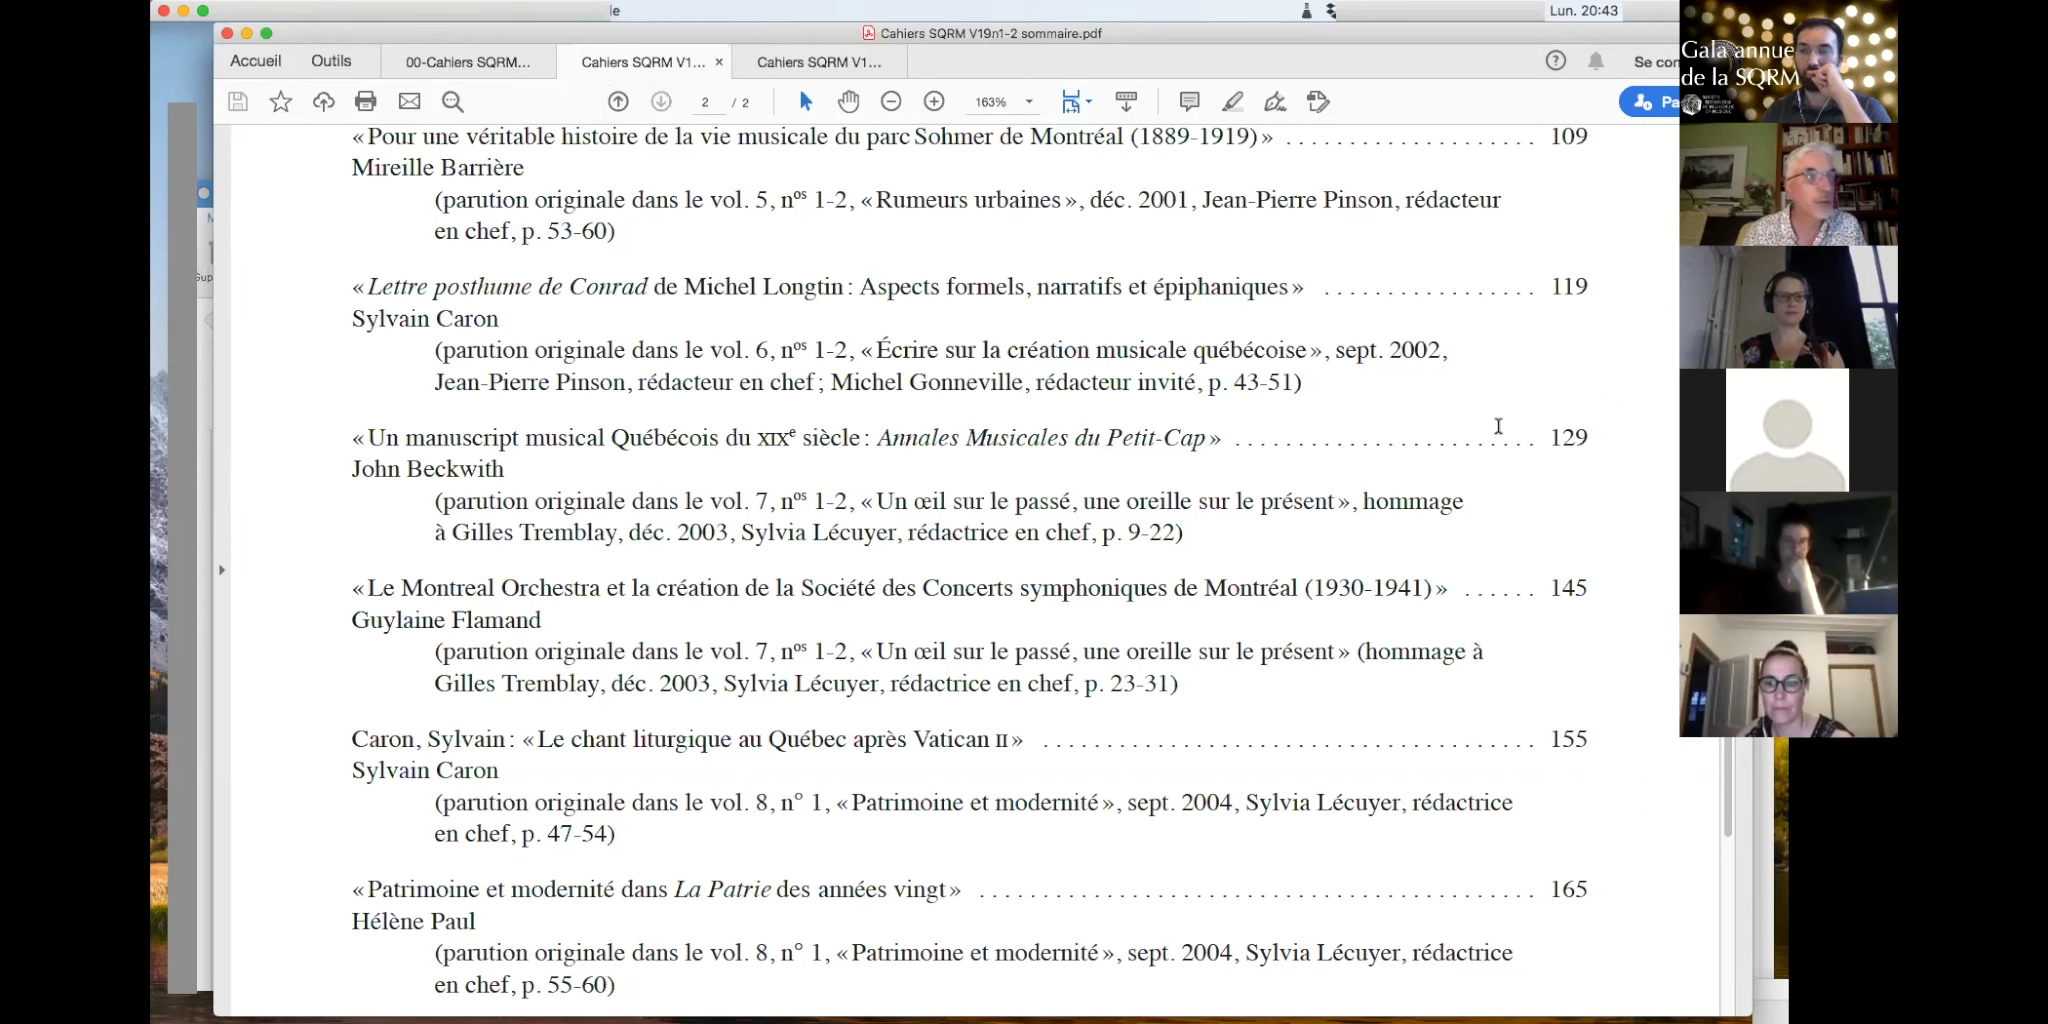 le
Lun. 20:43
Cahiers SQRM V19n1-2 sommaire.pdf
Accueil
Outils
00-Cahiers SQRM...
Cahiers SQRM V1... ×
Cahiers SQRM V1...
Se con
2 / 2
163%
Pa
Gala annue
de la SQRM
Sup
« Pour une véritable histoire de la vie musicale du parc Sohmer de Montréal (1889-1919) » . . . . . . . . . . . . . . . . . . 109
Mireille Barrière
(parution originale dans le vol. 5, nos 1-2, « Rumeurs urbaines », déc. 2001, Jean-Pierre Pinson, rédacteur
en chef, p. 53-60)
« Lettre posthume de Conrad de Michel Longtin : Aspects formels, narratifs et épiphaniques » . . . . . . . . . . . . . . . 119
Sylvain Caron
(parution originale dans le vol. 6, nos 1-2, « Écrire sur la création musicale québécoise », sept. 2002,
Jean-Pierre Pinson, rédacteur en chef ; Michel Gonneville, rédacteur invité, p. 43-51)
« Un manuscript musical Québécois du XIXe siècle : Annales Musicales du Petit-Cap » . . . . . . . . . . . . . . . . . . . . . . 129
John Beckwith
(parution originale dans le vol. 7, nos 1-2, « Un œil sur le passé, une oreille sur le présent », hommage
à Gilles Tremblay, déc. 2003, Sylvia Lécuyer, rédactrice en chef, p. 9-22)
« Le Montreal Orchestra et la création de la Société des Concerts symphoniques de Montréal (1930-1941) » . . . . . . 145
Guylaine Flamand
(parution originale dans le vol. 7, nos 1-2, « Un œil sur le passé, une oreille sur le présent » (hommage à
Gilles Tremblay, déc. 2003, Sylvia Lécuyer, rédactrice en chef, p. 23-31)
Caron, Sylvain : « Le chant liturgique au Québec après Vatican II » . . . . . . . . . . . . . . . . . . . . . . . . . . . . . . . . . . . 155
Sylvain Caron
(parution originale dans le vol. 8, n° 1, « Patrimoine et modernité », sept. 2004, Sylvia Lécuyer, rédactrice
en chef, p. 47-54)
« Patrimoine et modernité dans La Patrie des années vingt » . . . . . . . . . . . . . . . . . . . . . . . . . . . . . . . . . . . . . . . . 165
Hélène Paul
(parution originale dans le vol. 8, n° 1, « Patrimoine et modernité », sept. 2004, Sylvia Lécuyer, rédactrice
en chef, p. 55-60)